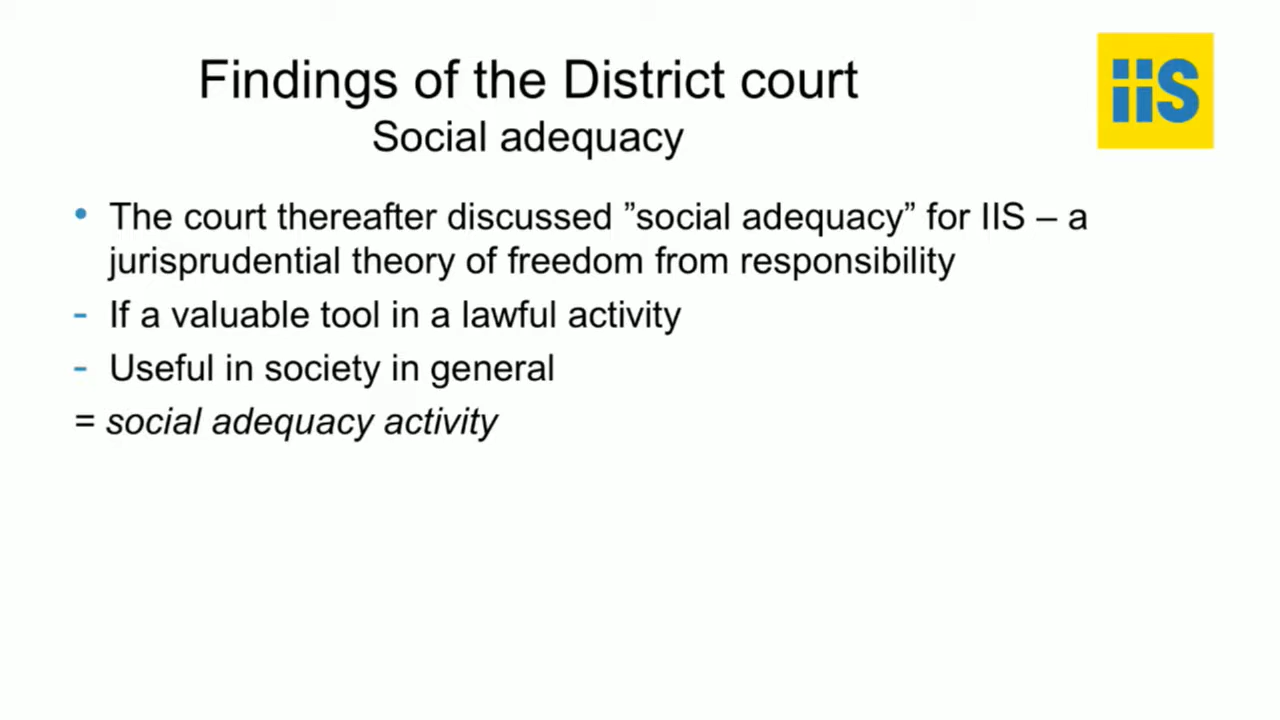 Findings of the District court
Social adequacy
iiS
• The court thereafter discussed ”social adequacy” for IIS – a
jurisprudential theory of freedom from responsibility
- If a valuable tool in a lawful activity
- Useful in society in general
= social adequacy activity